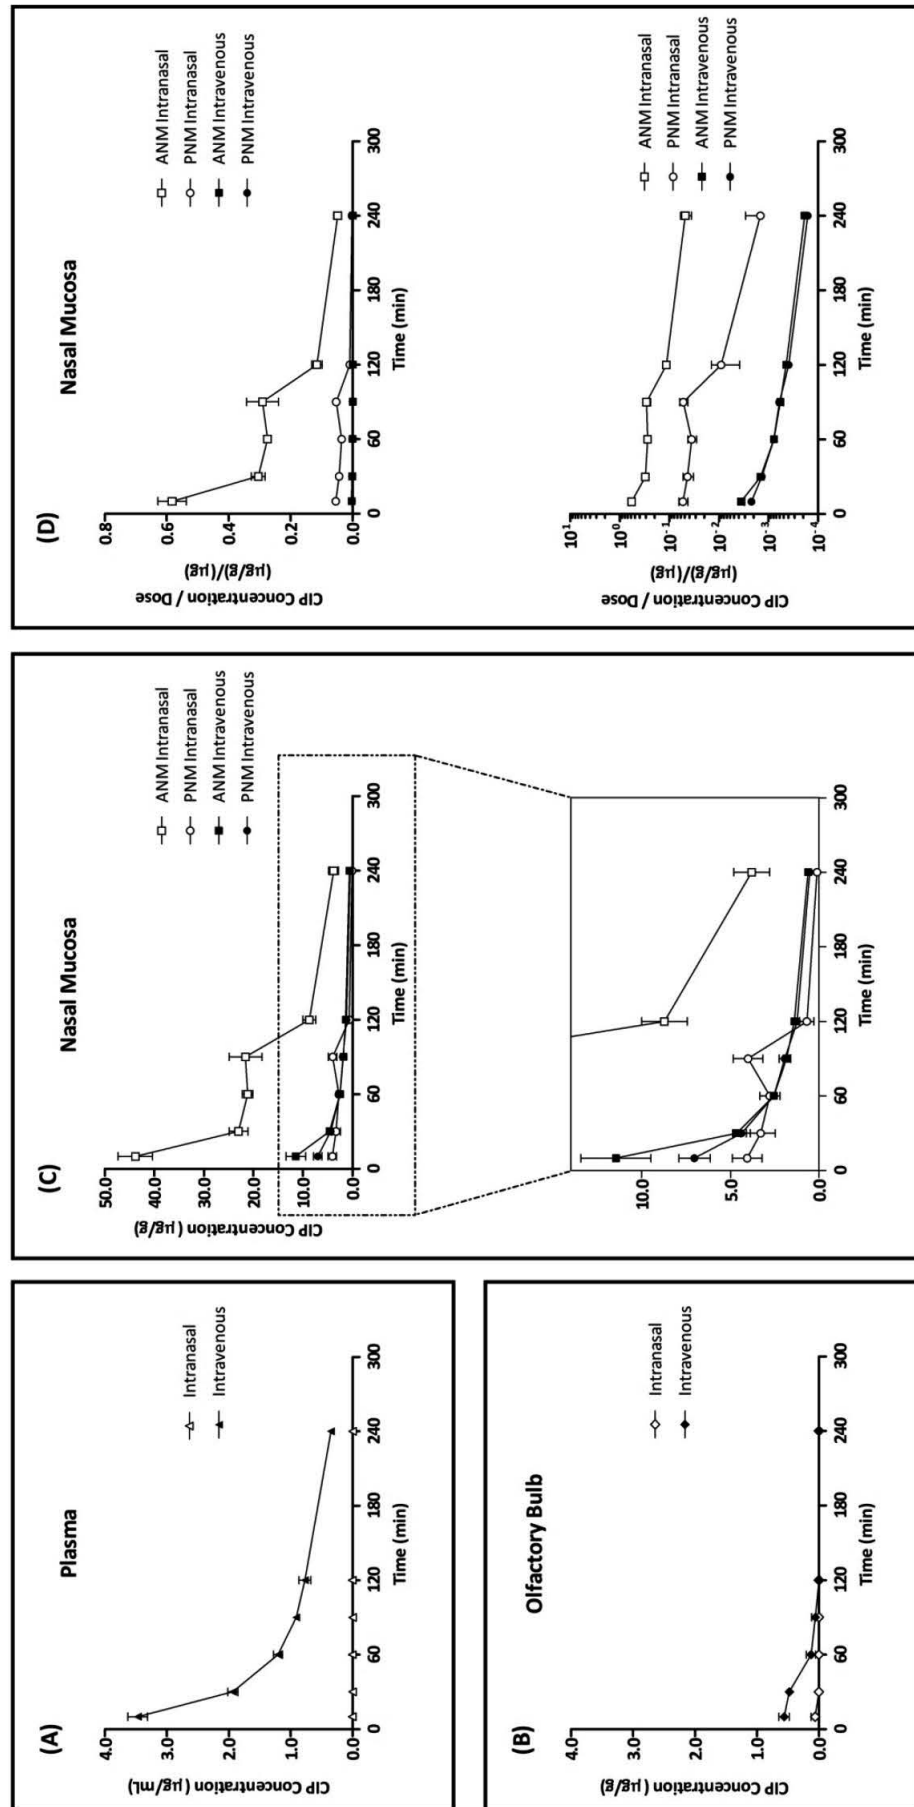 (A)
Plasma
CIP Concentration (µg/mL)
4.0
3.0
2.0
1.0
0.0
0
60
120
180
240
300
Time (min)
Intranasal
Intravenous
(B)
Olfactory Bulb
CIP Concentration (µg/g)
4.0
3.0
2.0
1.0
0.0
0
60
120
180
240
300
Time (min)
Intranasal
Intravenous
(C)
Nasal Mucosa
CIP Concentration (µg/g)
50.0
40.0
30.0
20.0
10.0
0.0
0
60
120
180
240
300
Time (min)
ANM Intranasal
PNM Intranasal
ANM Intravenous
PNM Intravenous
10.0
5.0
0.0
0
60
120
180
240
300
Time (min)
(D)
Nasal Mucosa
CIP Concentration / Dose
(µg/g)/(µg)
0.8
0.6
0.4
0.2
0.0
0
60
120
180
240
300
Time (min)
ANM Intranasal
PNM Intranasal
ANM Intravenous
PNM Intravenous
CIP Concentration / Dose
(µg/g)/(µg)
10¹
10⁰
10⁻¹
10⁻²
10⁻³
10⁻⁴
0
60
120
180
240
300
Time (min)
ANM Intranasal
PNM Intranasal
ANM Intravenous
PNM Intravenous